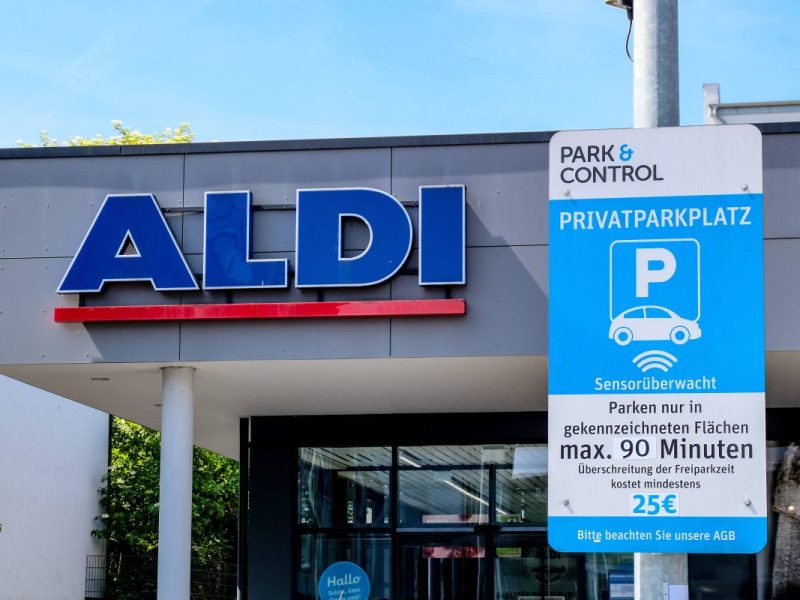 ALDI
PARK &
CONTROL
PRIVATPARKPLATZ
P
Sensorüberwacht
Parken nur in
gekennzeichneten Flächen
max. 90 Minuten
Überschreitung der Freiparkzeit
kostet mindestens
25€
Bitte beachten Sie unsere AGB
Hallo